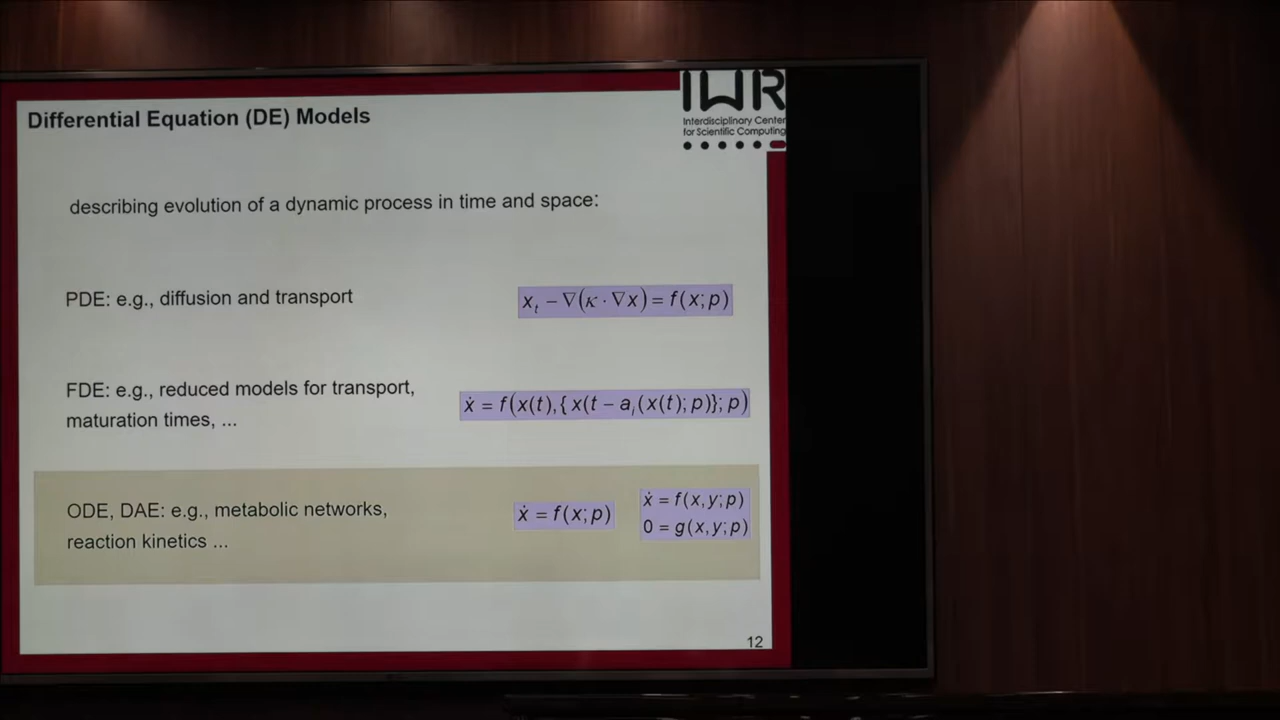 IWR
Interdisciplinary Center
for Scientific Computing
Differential Equation (DE) Models
describing evolution of a dynamic process in time and space:
PDE: e.g., diffusion and transport
x_t − ∇(κ · ∇x) = f(x; p)
FDE: e.g., reduced models for transport,
maturation times, ...
ẋ = f(x(t), { x(t − a_i(x(t); p)}; p)
ODE, DAE: e.g., metabolic networks,
reaction kinetics ...
ẋ = f(x; p)
ẋ = f(x, y; p)
0 = g(x, y; p)
12